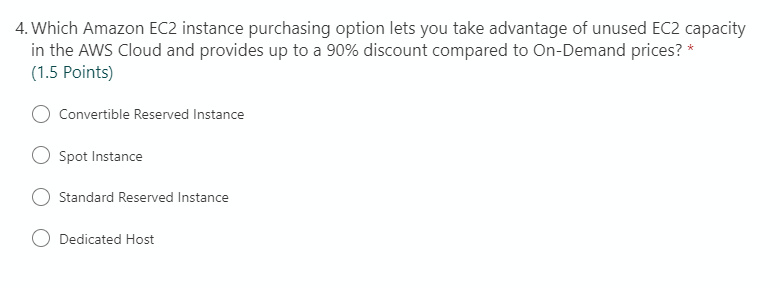 4. Which Amazon EC2 instance purchasing option lets you take advantage of unused EC2 capacity
in the AWS Cloud and provides up to a 90% discount compared to On-Demand prices? *
(1.5 Points)
Convertible Reserved Instance
Spot Instance
Standard Reserved Instance
Dedicated Host